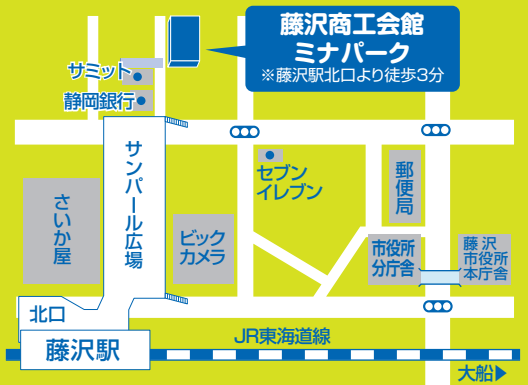 藤沢商工会館
ミナパーク
※藤沢駅北口より徒歩3分
サミット
静岡銀行
サンパール広場
セブン
イレブン
郵便局
さいか屋
ビック
カメラ
市役所
分庁舎
藤沢
市役所
本庁舎
北口
藤沢駅
JR東海道線
大船▶